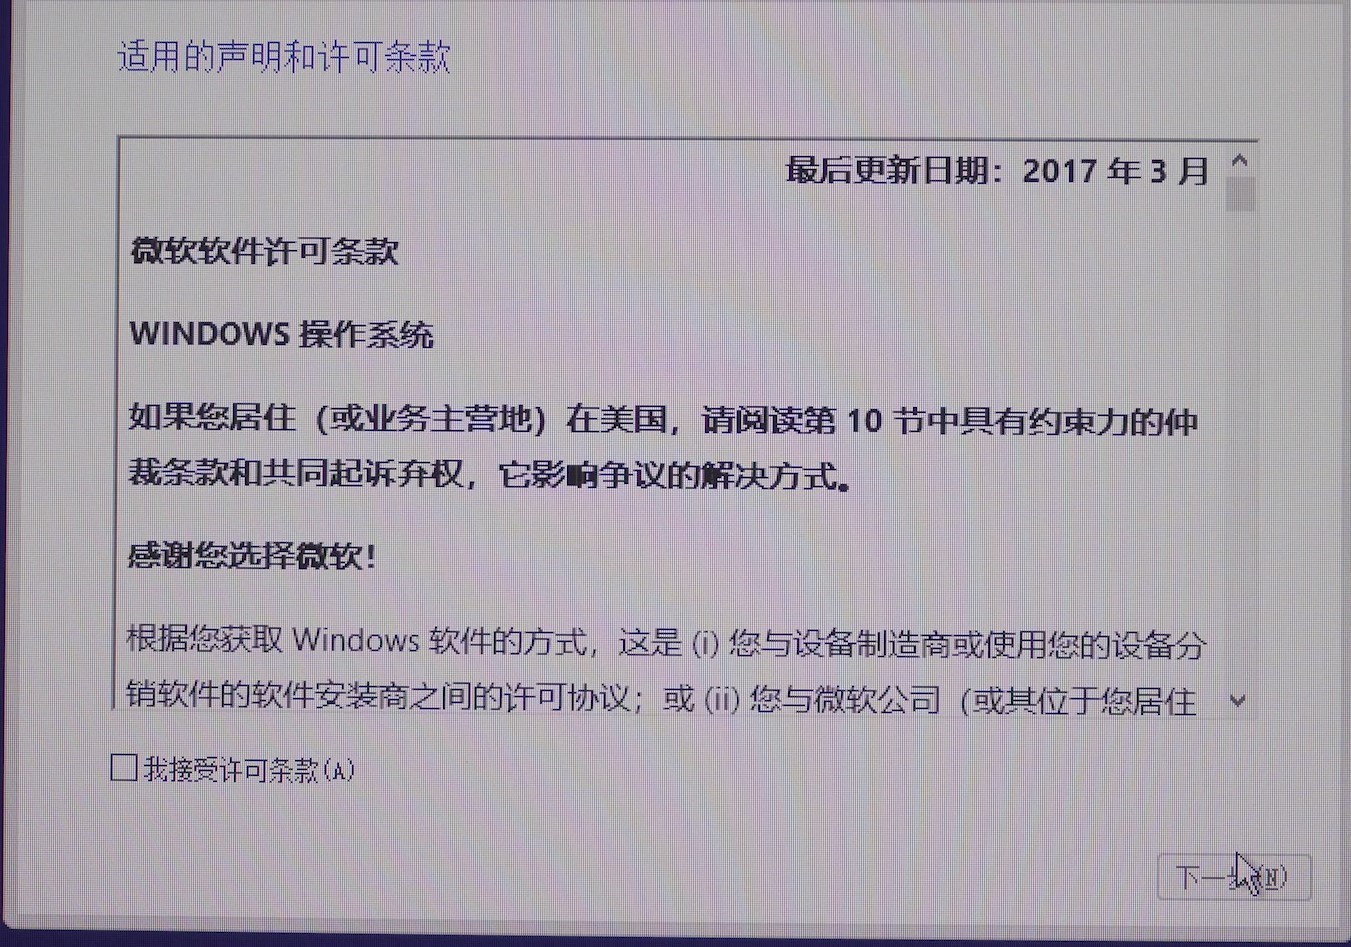 适用的声明和许可条款
最后更新日期：2017 年 3 月
微软软件许可条款
WINDOWS 操作系统
如果您居住（或业务主营地）在美国，请阅读第 10 节中具有约束力的仲
裁条款和共同起诉弃权，它影响争议的解决方式。
感谢您选择微软！
根据您获取 Windows 软件的方式，这是 (i) 您与设备制造商或使用您的设备分
销软件的软件安装商之间的许可协议；或 (ii) 您与微软公司（或其位于您居住
我接受许可条款(A)
下一步(N)